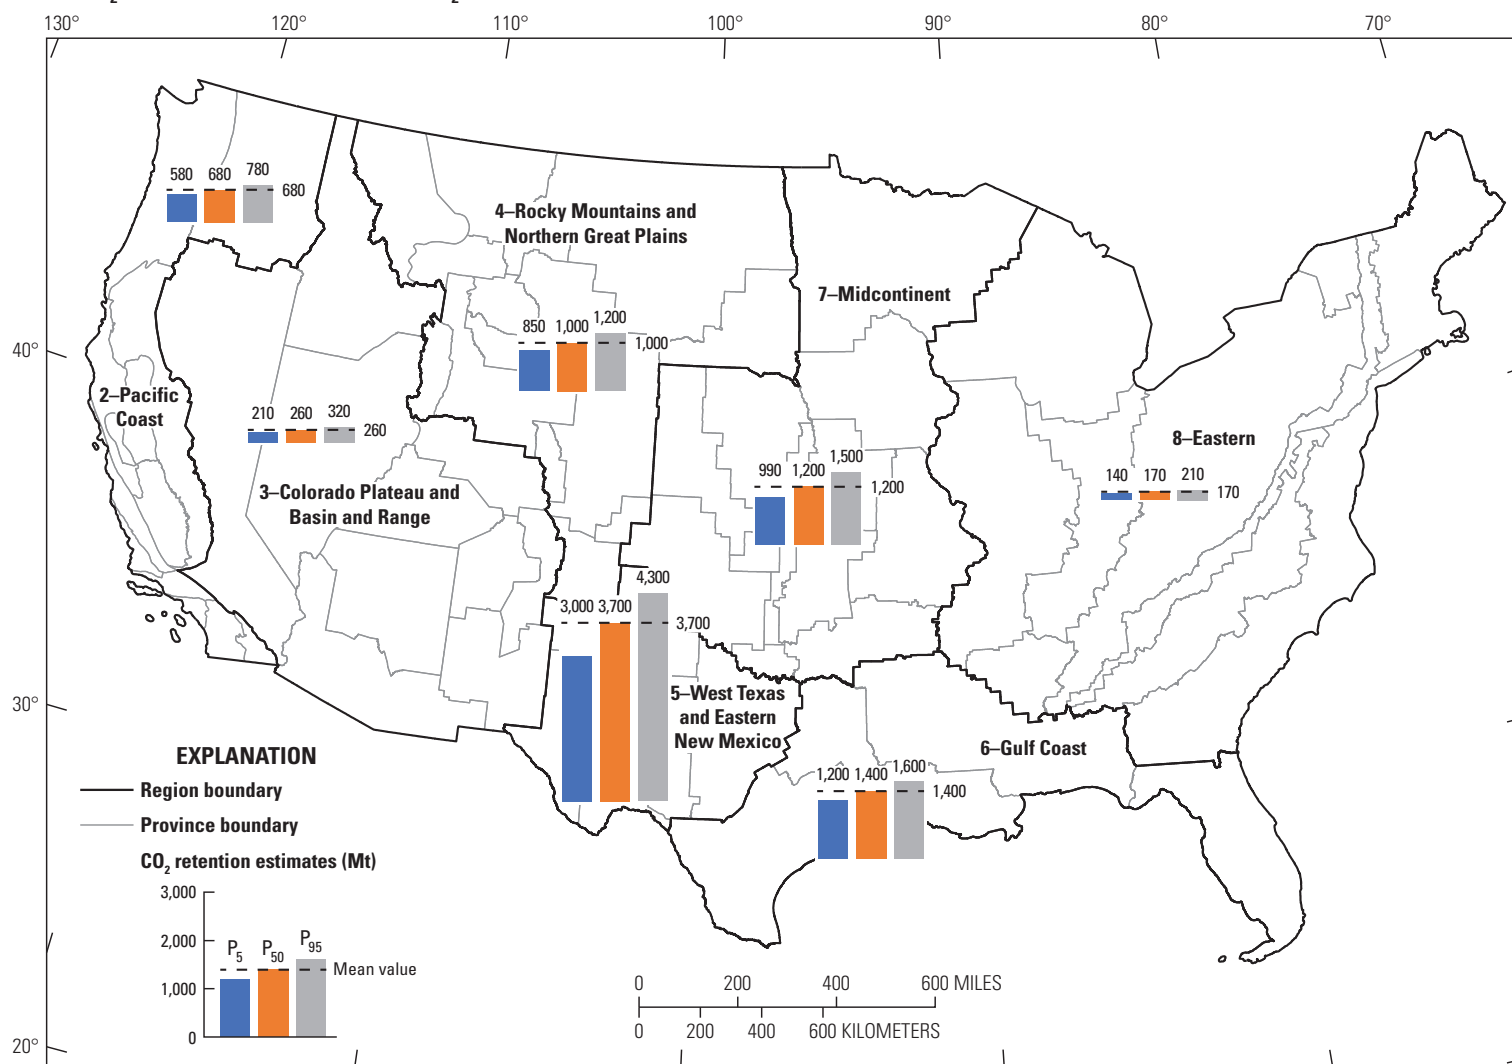 130° 120° 110° 100° 90° 80° 70°
580 680 780
680
4–Rocky Mountains and
Northern Great Plains
7–Midcontinent
850 1,000 1,200
1,000
40°
2–Pacific
Coast
210 260 320
260
8–Eastern
140 170 210
170
990 1,200 1,500
1,200
3–Colorado Plateau and
Basin and Range
3,000 3,700 4,300
3,700
5–West Texas
and Eastern
New Mexico
30°
6–Gulf Coast
1,200 1,400 1,600
1,400
EXPLANATION
Region boundary
Province boundary
CO₂ retention estimates (Mt)
3,000
2,000
1,000
0
P₅ P₅₀ P₉₅
Mean value
0 200 400 600 MILES
0 200 400 600 KILOMETERS
20°